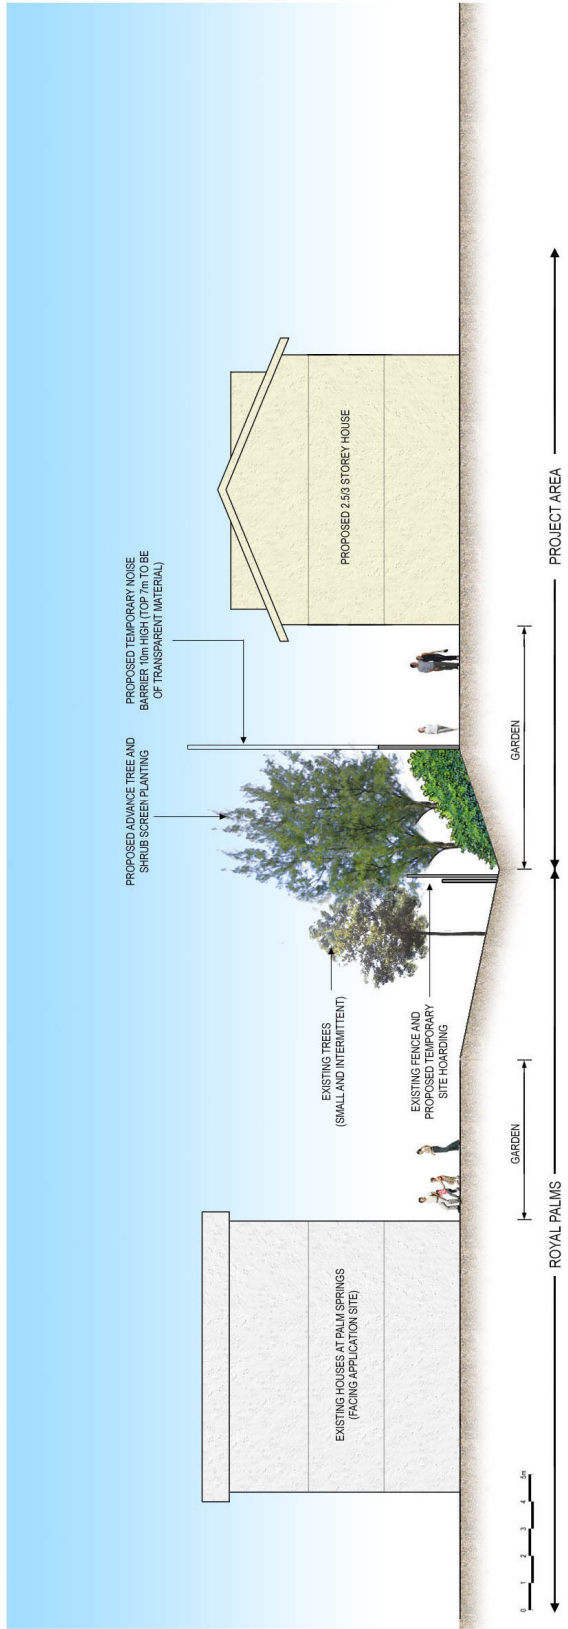 PROPOSED TEMPORARY NOISE
BARRIER 10m HIGH (TOP 7m TO BE
OF TRANSPARENT MATERIAL)
PROPOSED ADVANCE TREE AND
SHRUB SCREEN PLANTING
EXISTING TREES
(SMALL AND INTERMITTENT)
EXISTING FENCE AND
PROPOSED TEMPORARY
SITE HOARDING
EXISTING HOUSES AT PALM SPRINGS
(FACING APPLICATION SITE)
PROPOSED 2.5/3 STOREY HOUSE
GARDEN
GARDEN
0 1 2 3 4 5m
ROYAL PALMS
PROJECT AREA